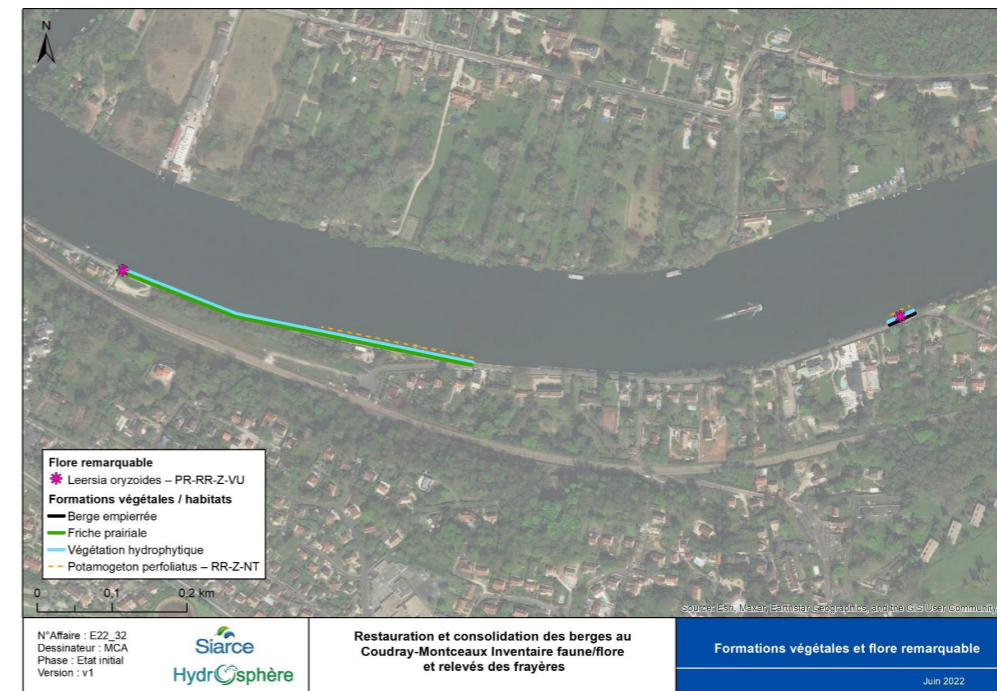 N
Flore remarquable
Leersia oryzoides – PR-RR-Z-VU
Formations végétales / habitats
Berge empierrée
Friche prairiale
Végétation hydrophytique
Potamogeton perfoliatus – RR-Z-NT
0 0,1 0,2 km
Sources: Esri, Maxar, Earthstar Geographics, and the GIS User Community
N°Affaire : E22_32
Dessinateur : MCA
Phase : Etat initial
Version : v1
Siarce
HydrOsphère
Restauration et consolidation des berges au
Coudray-Montceaux Inventaire faune/flore
et relevés des frayères
Formations végétales et flore remarquable
Juin 2022